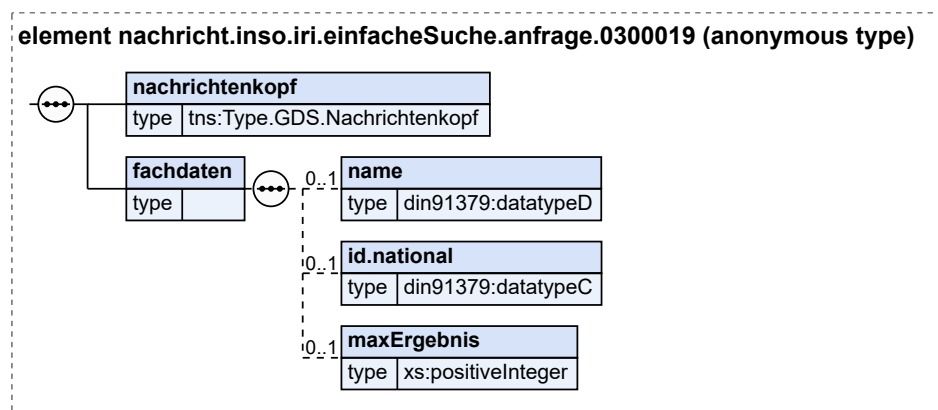 element nachricht.inso.iri.einfacheSuche.anfrage.0300019 (anonymous type)
nachrichtenkopf
type tns:Type.GDS.Nachrichtenkopf
fachdaten
type
0..1 name
type din91379:datatypeD
0..1 id.national
type din91379:datatypeC
0..1 maxErgebnis
type xs:positiveInteger